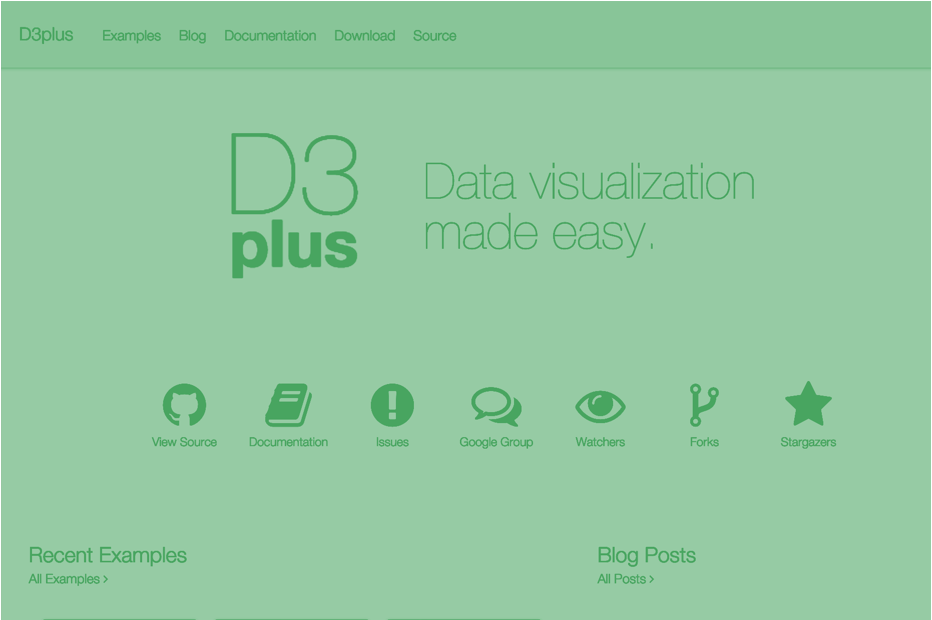 D3plus Examples Blog Documentation Download Source
D3
plus
Data visualization
made easy.
View Source Documentation Issues Google Group Watchers Forks Stargazers
Recent Examples
All Examples ›
Blog Posts
All Posts ›